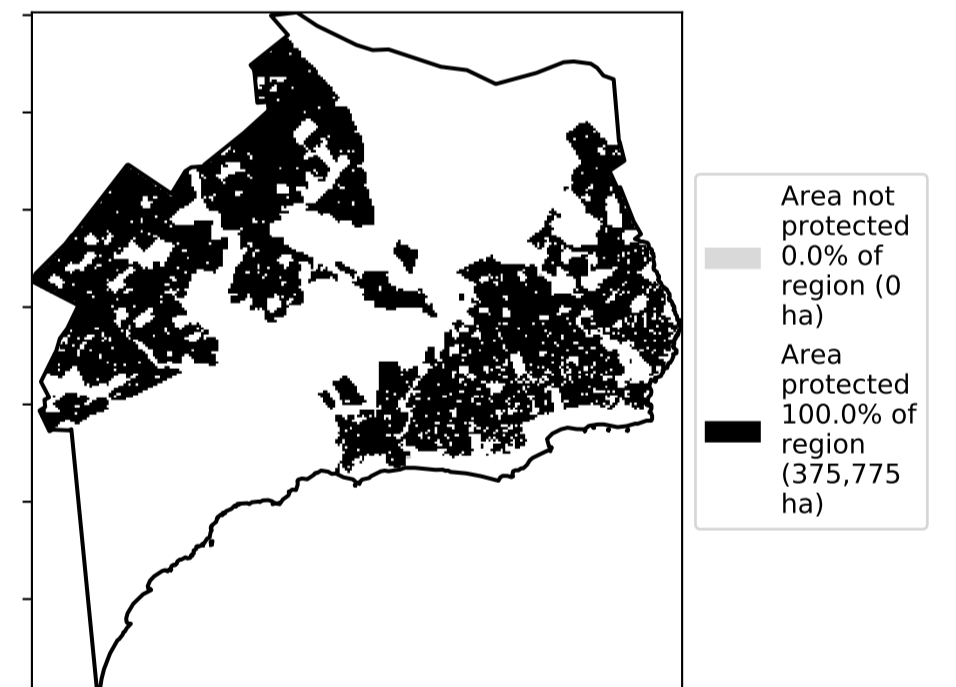 Area not
protected
0.0% of
region (0
ha)
Area
protected
100.0% of
region
(375,775
ha)